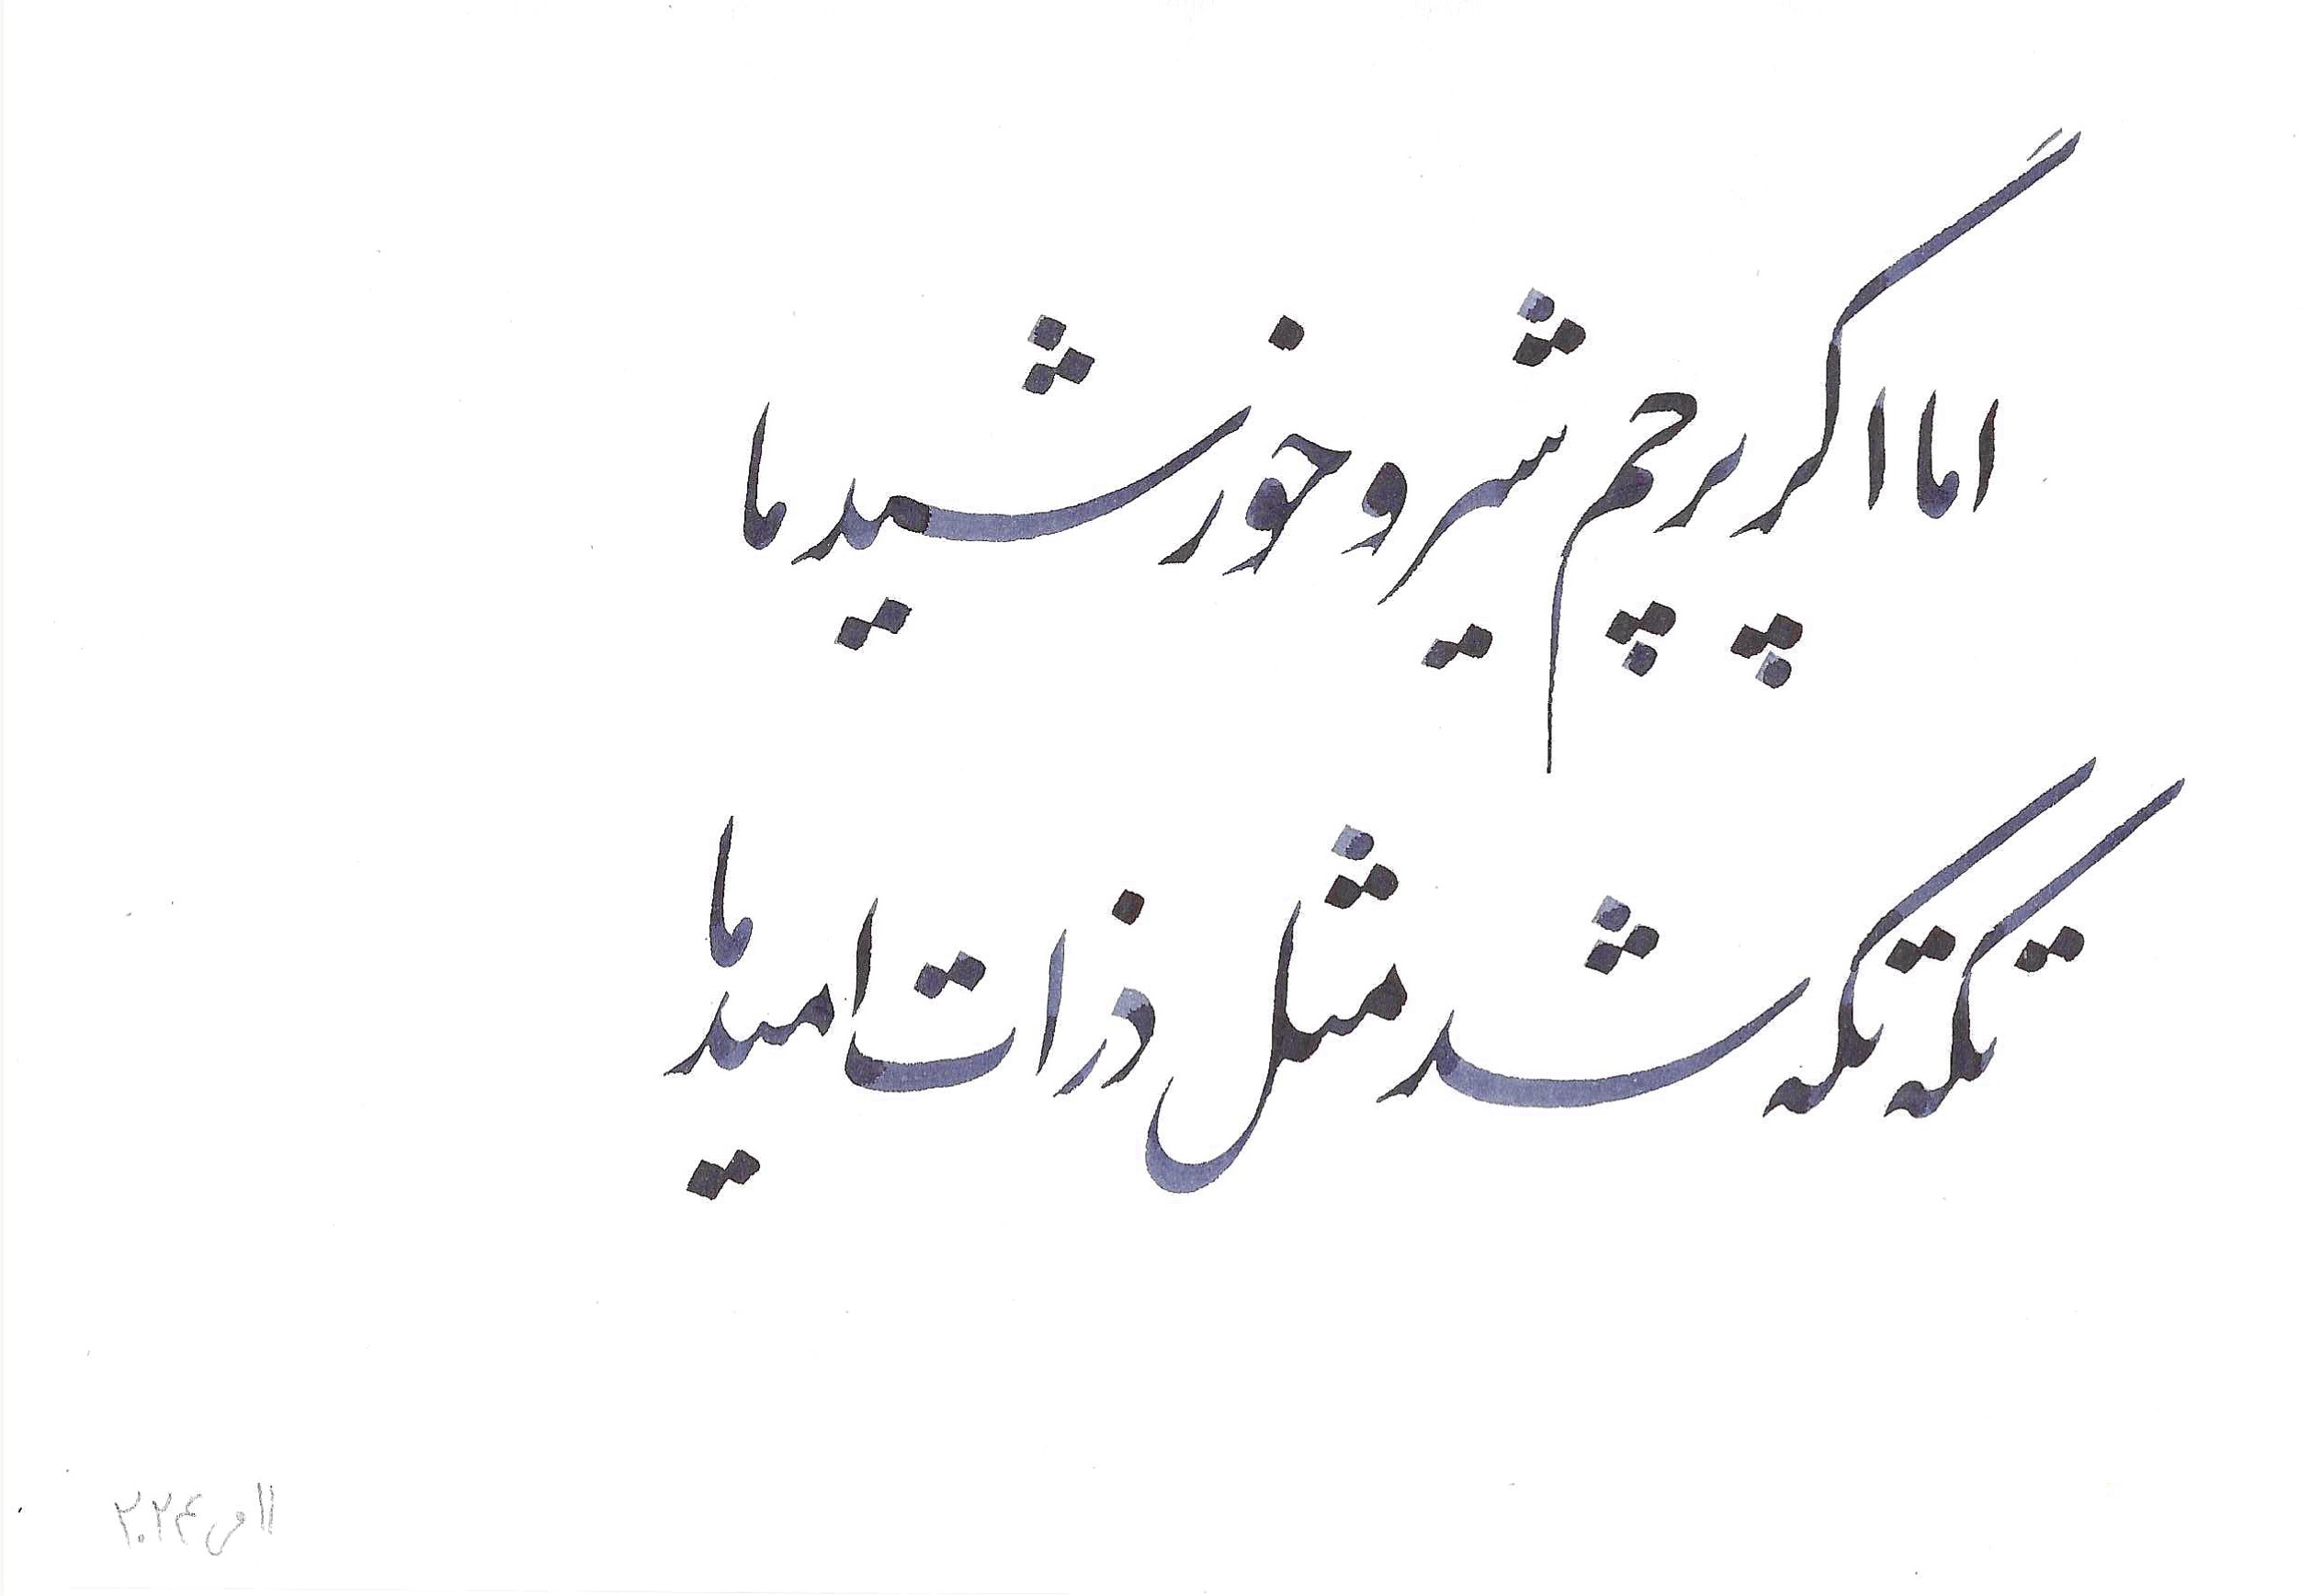 اما اگر پرچم شیر و خورشید ما
تکه تکه شد مثل ذرات امید ما
۱۱ می ۲۰۲۴